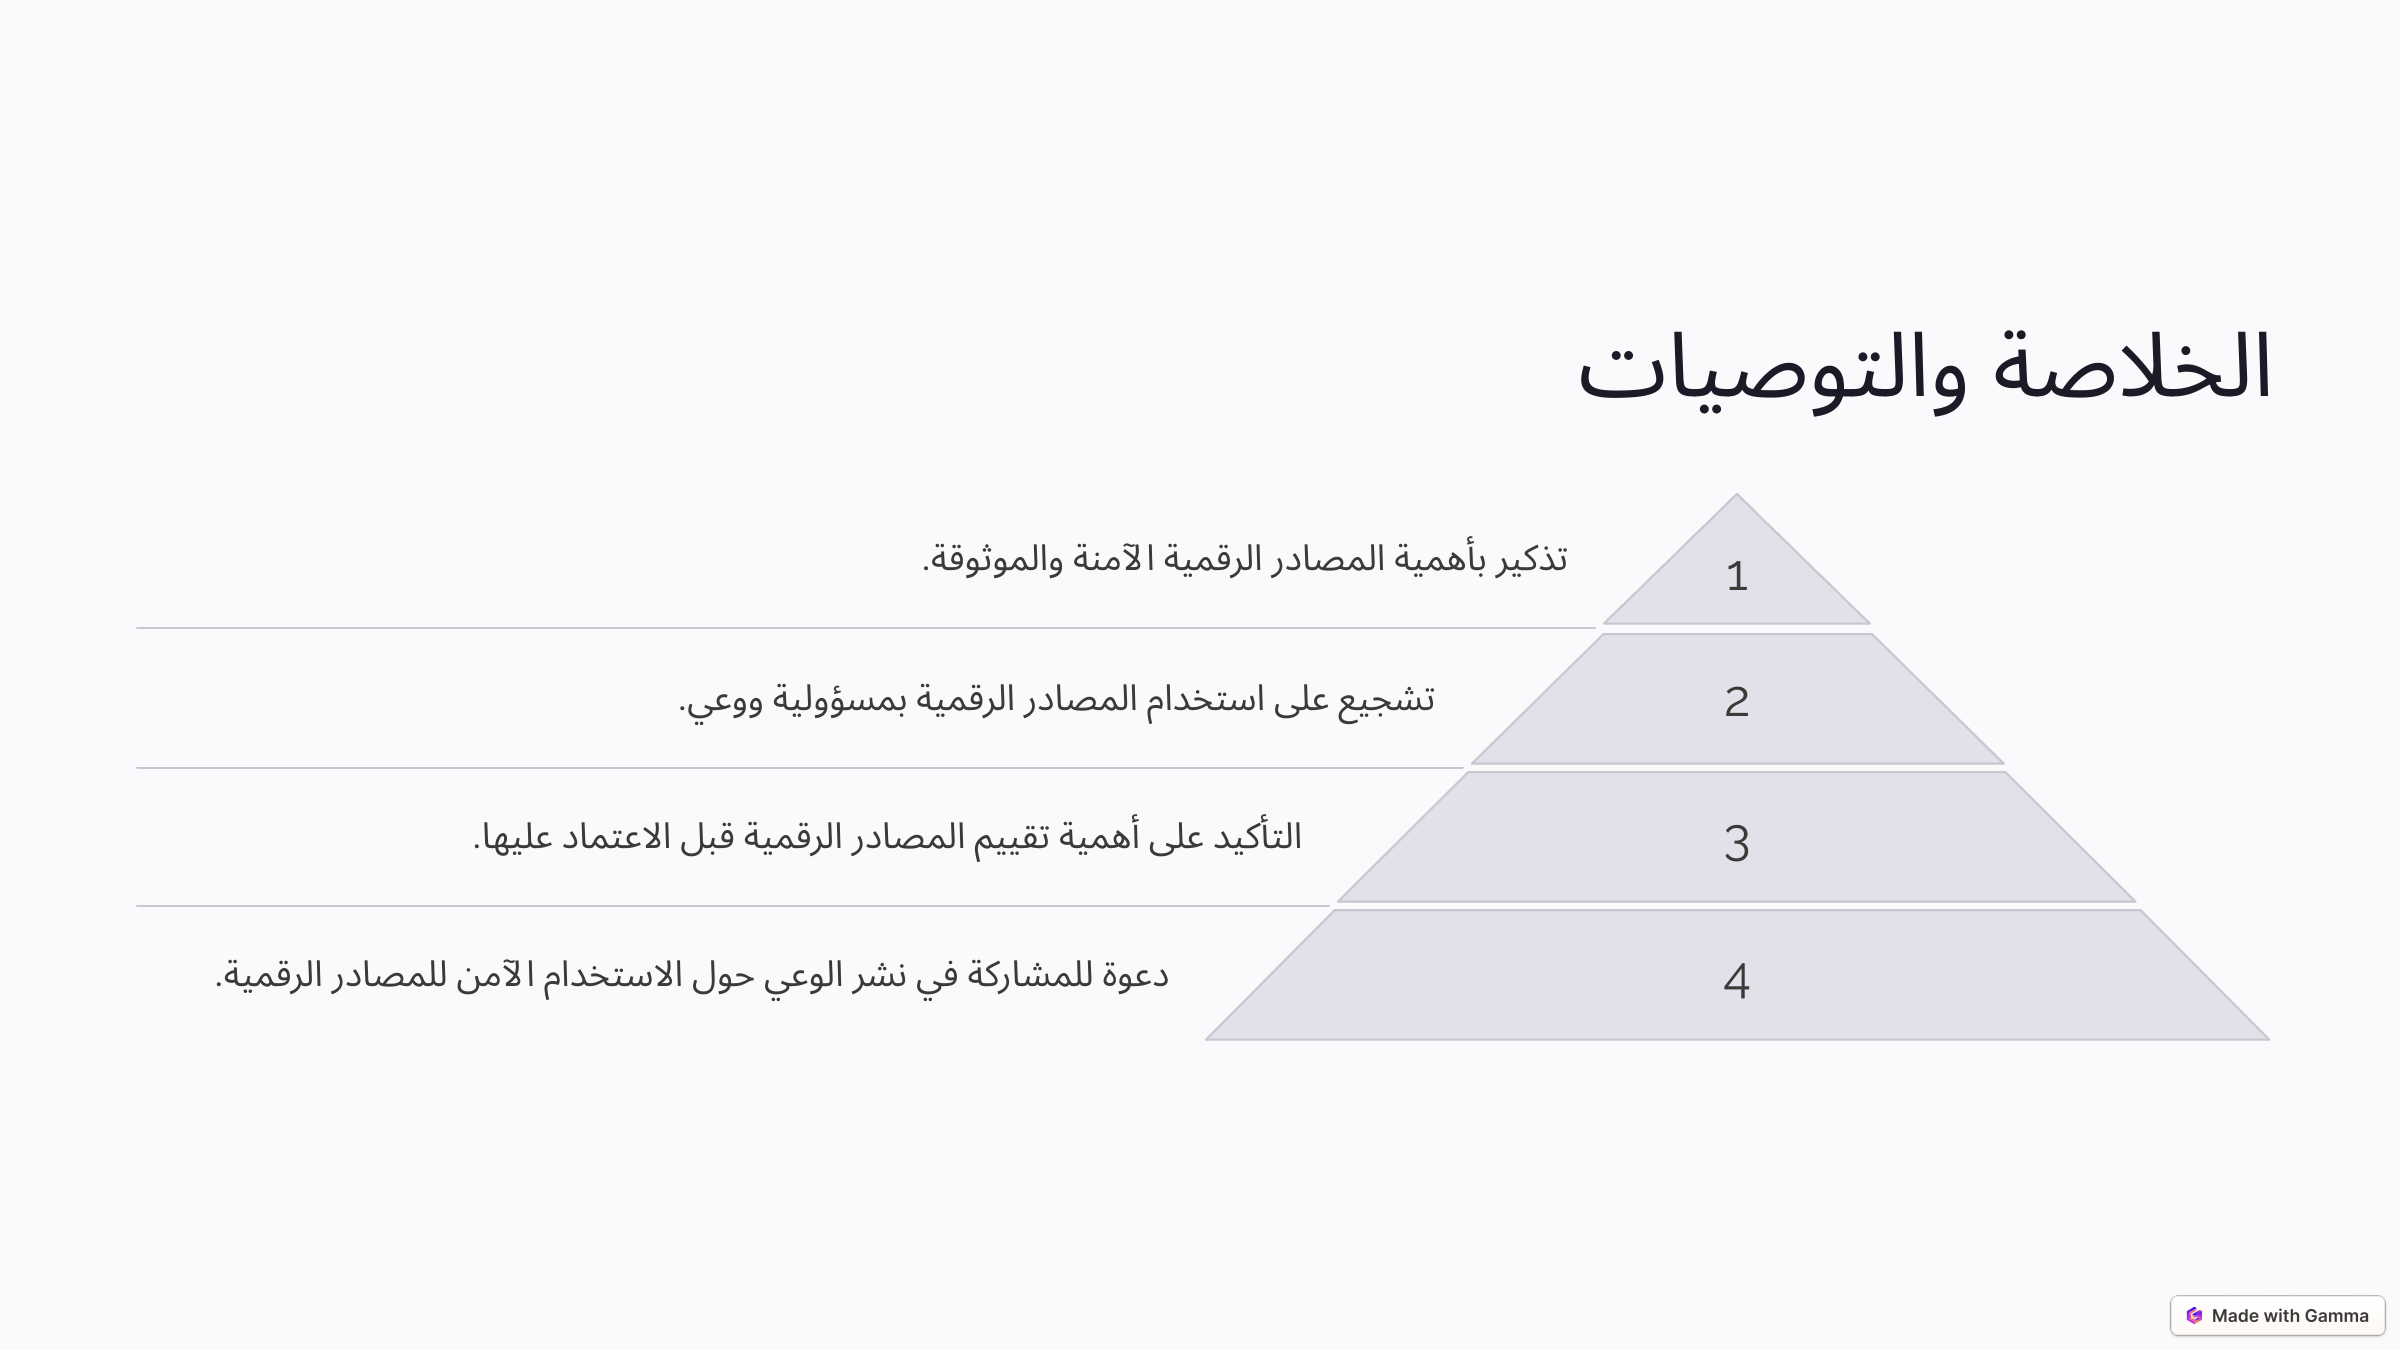 الخلاصة والتوصيات
1
تذكير بأهمية المصادر الرقمية الآمنة والموثوقة.
2
تشجيع على استخدام المصادر الرقمية بمسؤولية ووعي.
3
التأكيد على أهمية تقييم المصادر الرقمية قبل الاعتماد عليها.
4
دعوة للمشاركة في نشر الوعي حول الاستخدام الآمن للمصادر الرقمية.
Made with Gamma